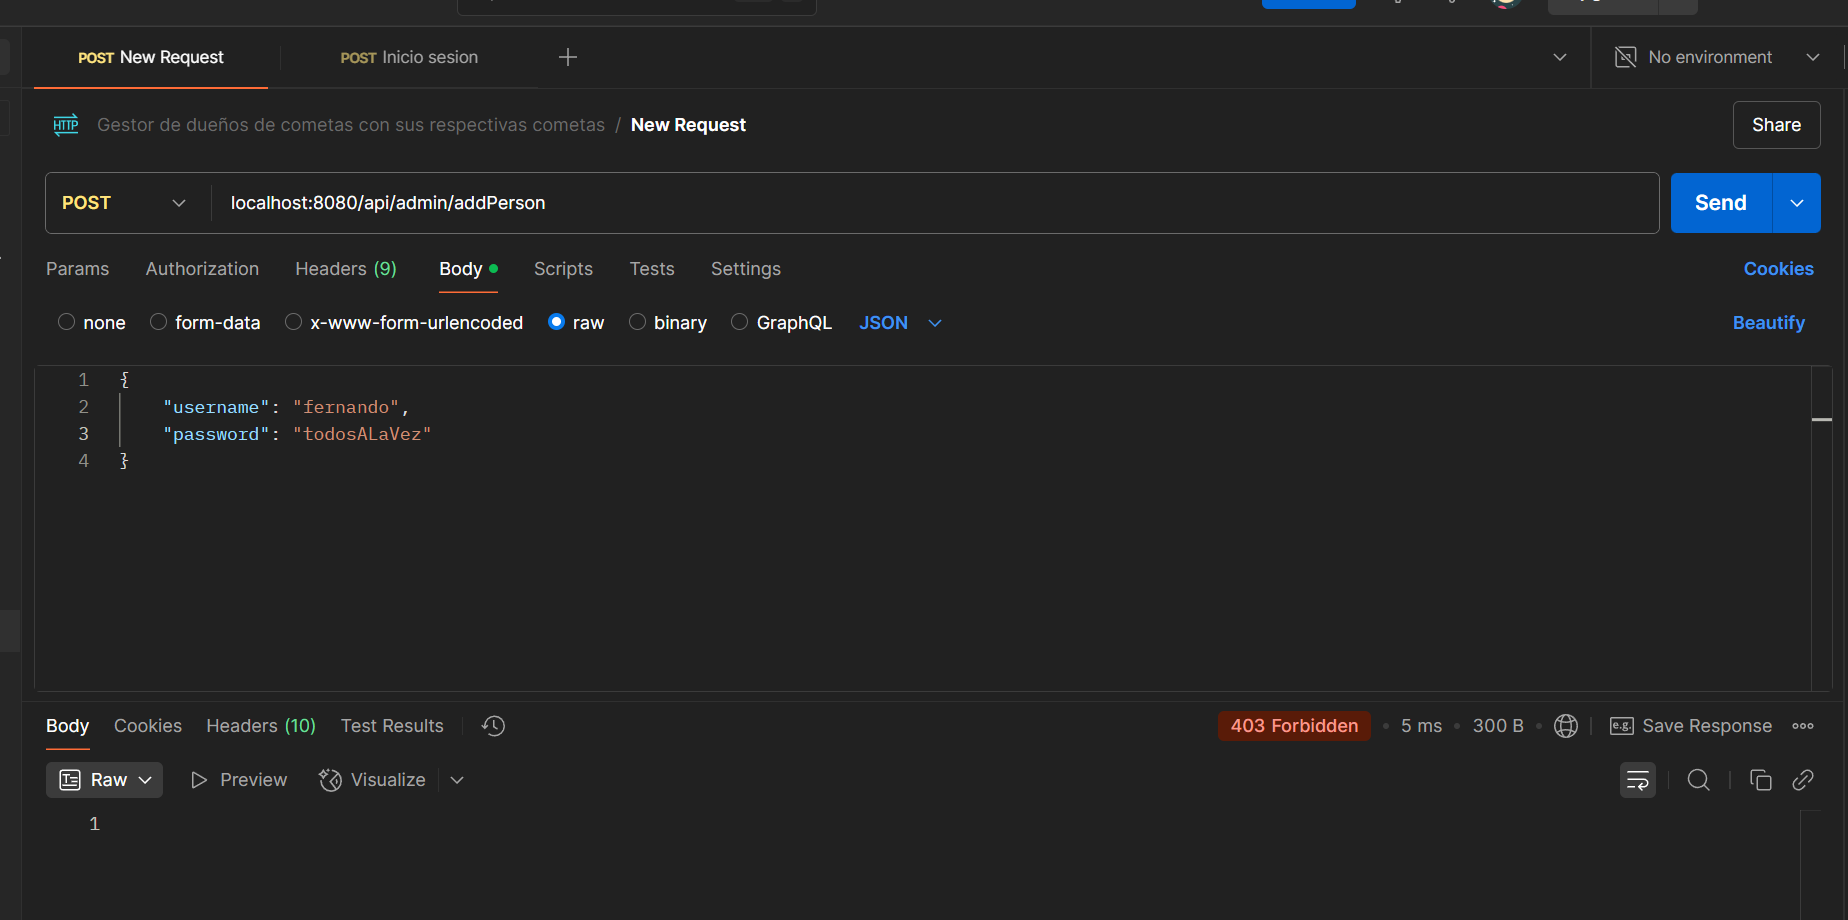 POST New Request
POST Inicio sesion
No environment
HTTP Gestor de dueños de cometas con sus respectivas cometas / New Request
Share
POST
localhost:8080/api/admin/addPerson
Send
Params Authorization Headers (9) Body Scripts Tests Settings
Cookies
none form-data x-www-form-urlencoded raw binary GraphQL JSON
Beautify
1 {
2 "username": "fernando",
3 "password": "todosALaVez"
4 }
Body Cookies Headers (10) Test Results
403 Forbidden • 5 ms • 300 B •
e.g. Save Response
Raw Preview Visualize
1